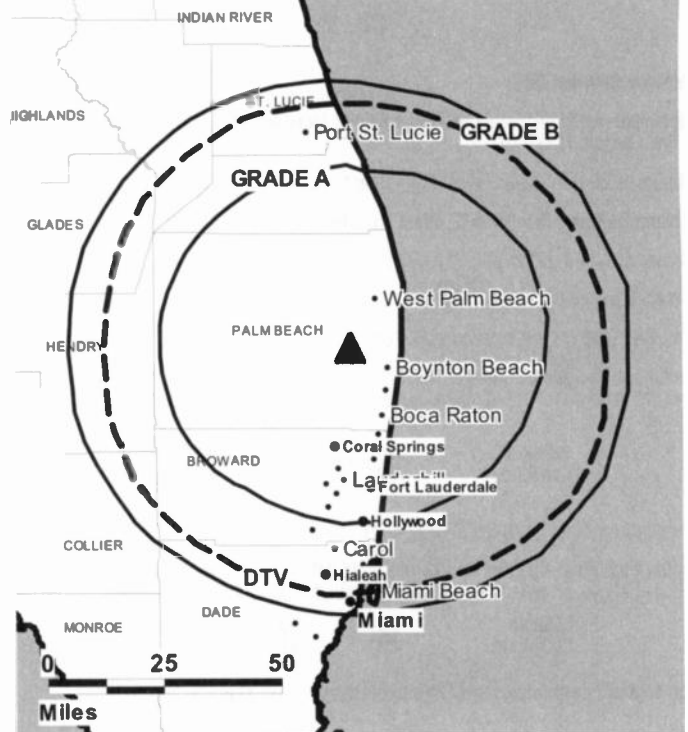 INDIAN RIVER
T. LUCIE
IGHLANDS
Port St. Lucie
GRADE B
GRADE A
GLADES
West Palm Beach
PALM BEACH
HENDRY
Boynton Beach
Boca Raton
Coral Springs
BROWARD
Fort Lauderdale
Hollywood
COLLIER
Carol
DTV
Hialeah
Miami Beach
DADE
Miami
MONROE
0 25 50
Miles